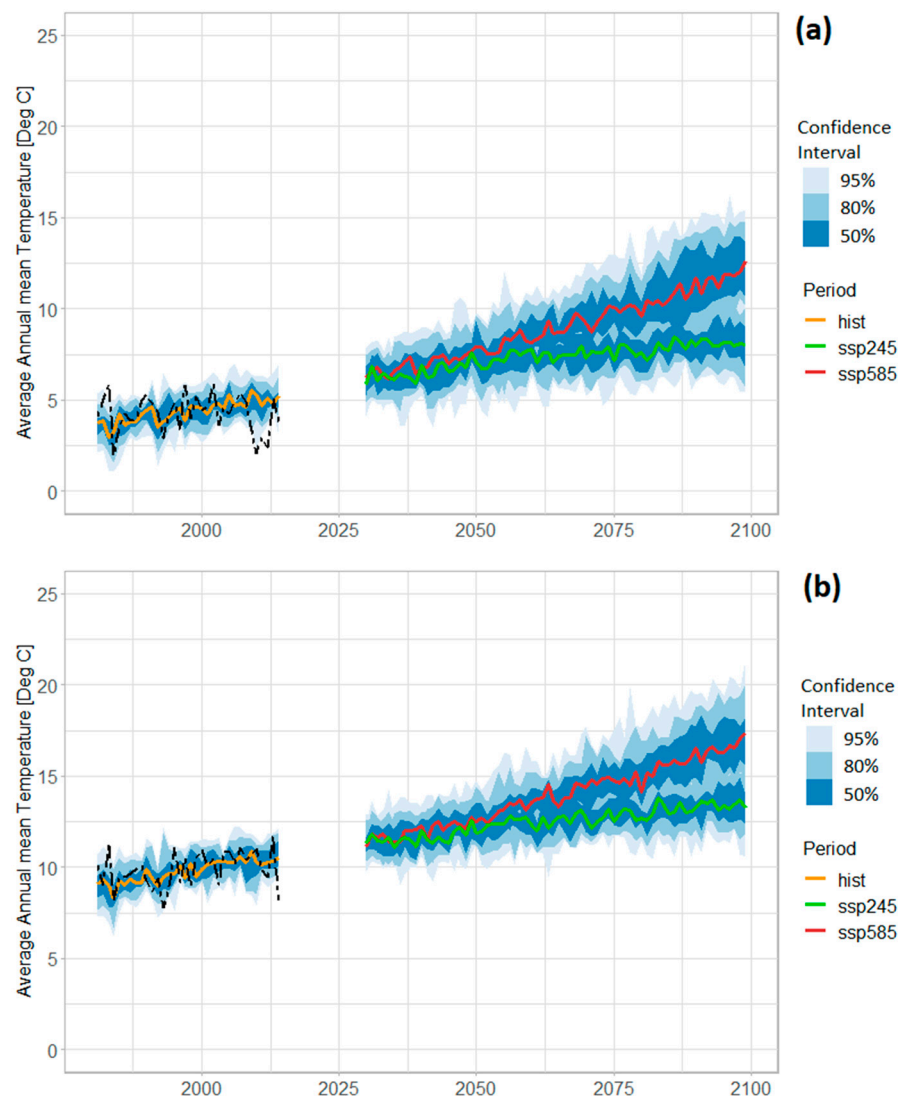 (a)
Average Annual mean Temperature [Deg C]
25
20
15
10
5
0
2000 2025 2050 2075 2100
Confidence
Interval
95%
80%
50%
Period
hist
ssp245
ssp585
(b)
Average Annual mean Temperature [Deg C]
25
20
15
10
5
0
2000 2025 2050 2075 2100
Confidence
Interval
95%
80%
50%
Period
hist
ssp245
ssp585